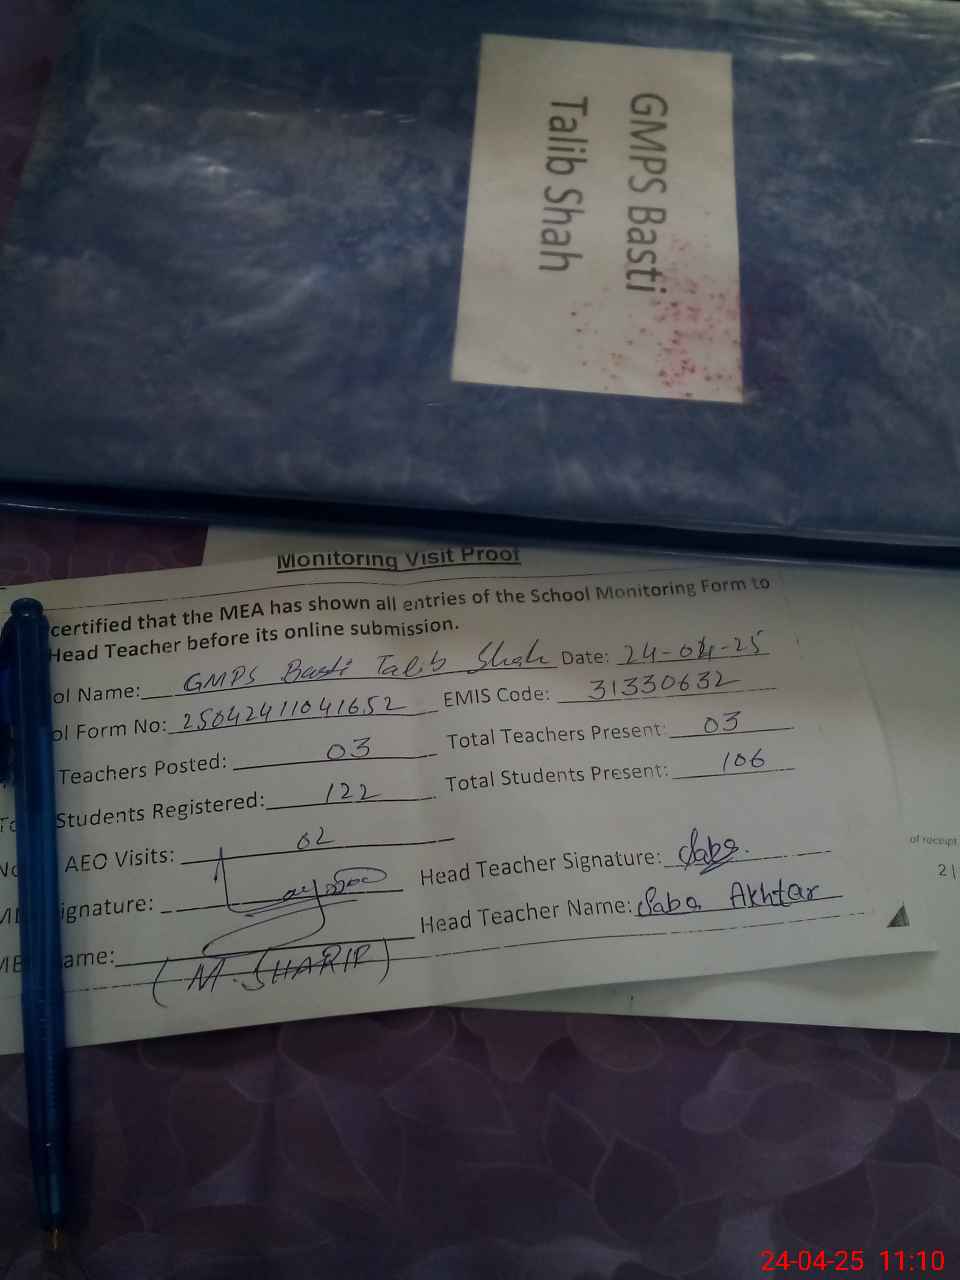 GMPS Basti
Talib Shah
Monitoring Visit Proof
certified that the MEA has shown all entries of the School Monitoring Form to
Head Teacher before its online submission.
ol Name: GMPS Basti Talib Shah Date: 24-04-25
ol Form No: 25042411041652 EMIS Code: 31330632
Teachers Posted: 03 Total Teachers Present: 03
Students Registered: 122 Total Students Present: 106
AEO Visits: 02
ignature: Head Teacher Signature: Saba.
ame: (M. SHARIF) Head Teacher Name: Saba Akhtar
of receipt
2 |
24-04-25 11:10